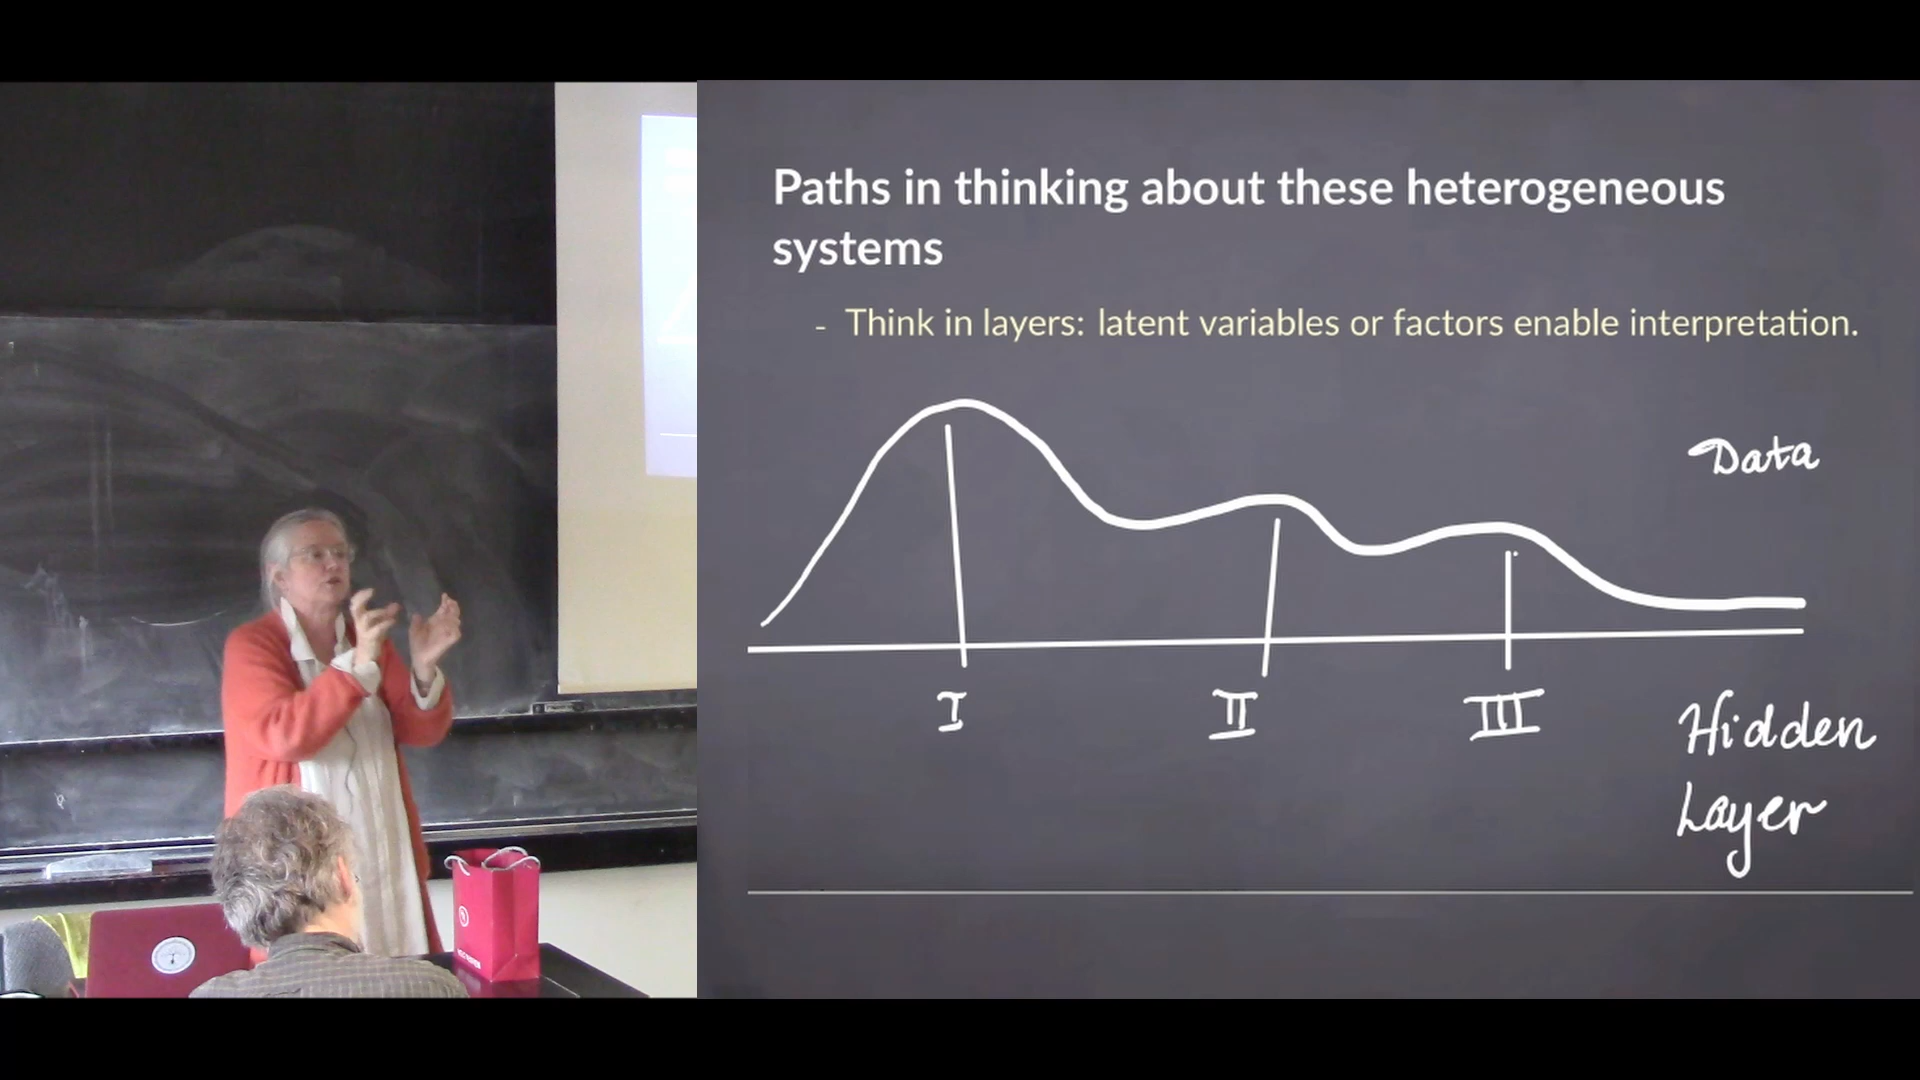 Paths in thinking about these heterogeneous
systems
- Think in layers: latent variables or factors enable interpretation.
Data
I II III
Hidden
Layer